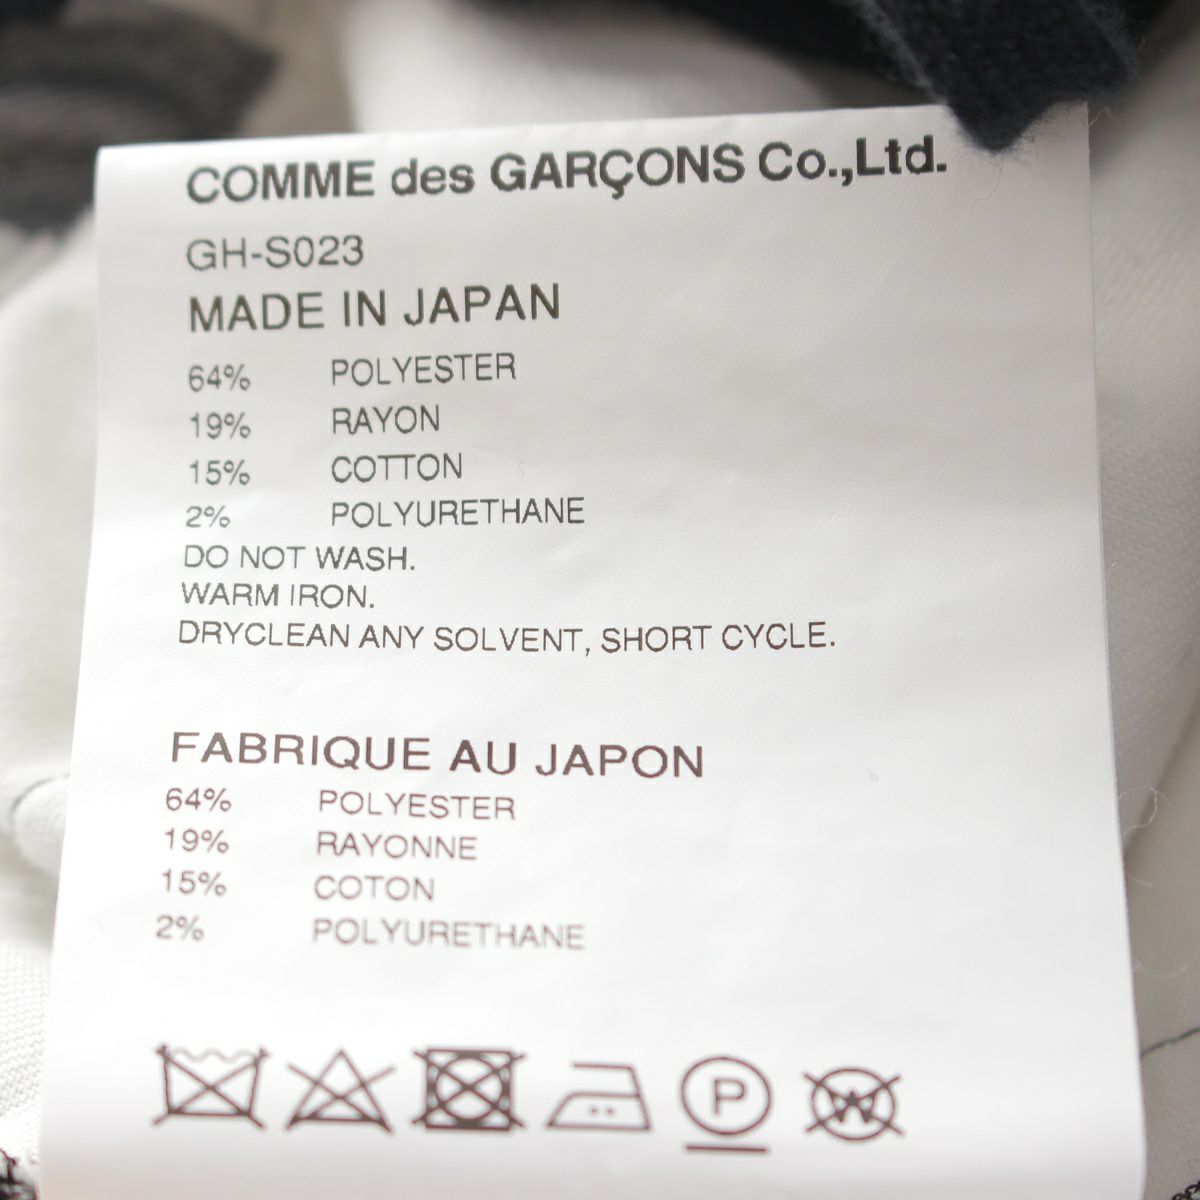 COMME des GARÇONS Co.,Ltd.
GH-S023
MADE IN JAPAN
64% POLYESTER
19% RAYON
15% COTTON
2% POLYURETHANE
DO NOT WASH.
WARM IRON.
DRYCLEAN ANY SOLVENT, SHORT CYCLE.
FABRIQUE AU JAPON
64% POLYESTER
19% RAYONNE
15% COTON
2% POLYURETHANE
P W